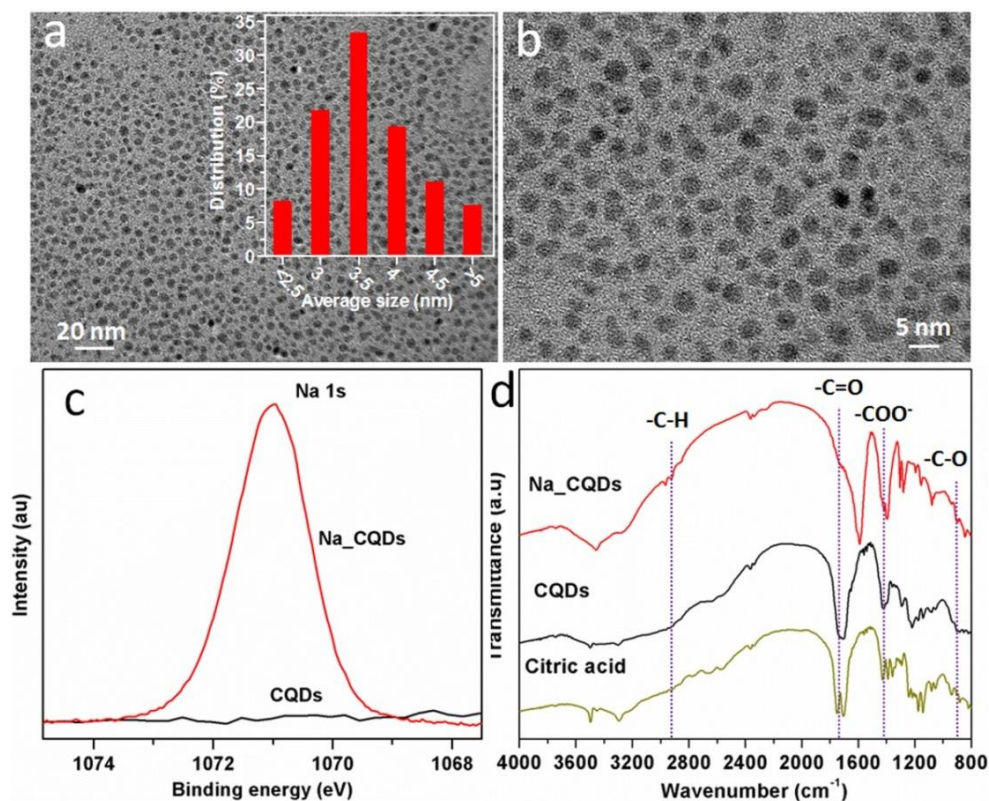 a
35
30
25
20
15
10
5
0
Distribution (%)
<2.5 3 3.5 4 4.5 >5
Average size (nm)
20 nm
b
5 nm
c
Na 1s
Na_CQDs
CQDs
Intensity (au)
1074 1071 1070 1068
Binding energy (eV)
d
-C-H
-C=O
-COO⁻
-C-O
Na_CQDs
CQDs
Citric acid
Transmittance (a.u)
4000 3600 3200 2800 2400 2000 1600 1200 800
Wavenumber (cm⁻¹)